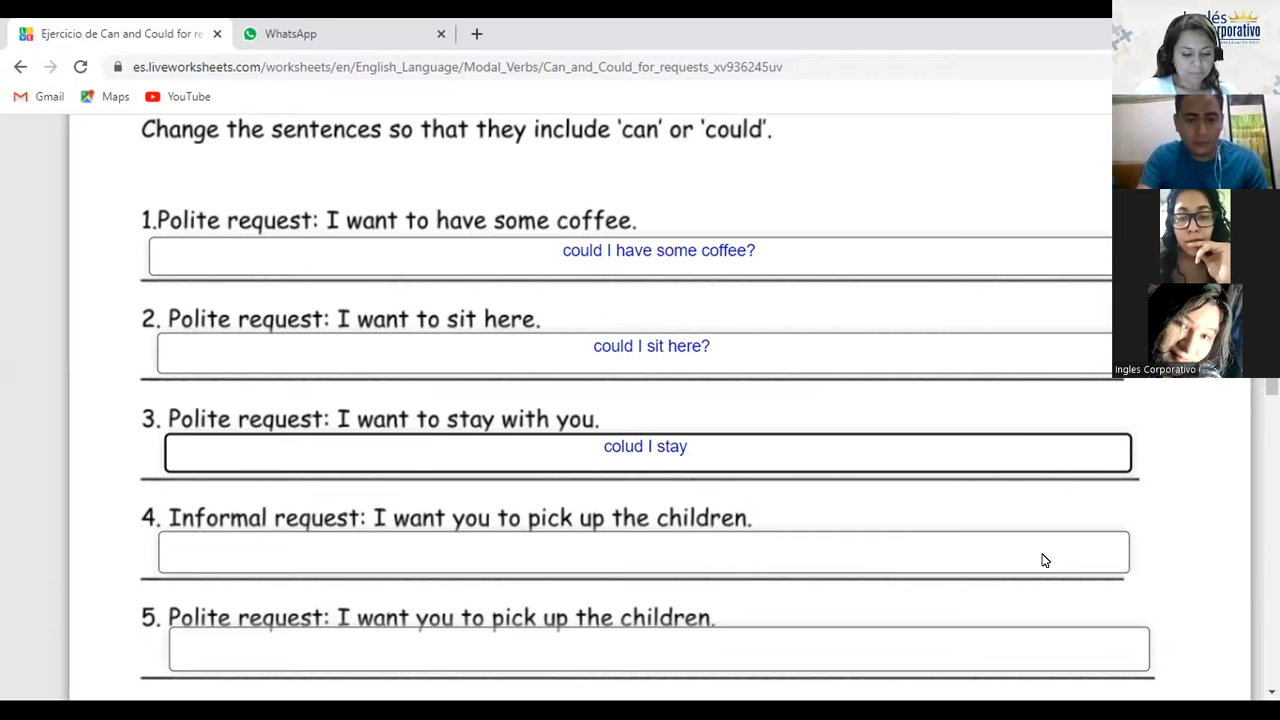 Ejercicio de Can and Could for re
WhatsApp
es.liveworksheets.com/worksheets/en/English_Language/Modal_Verbs/Can_and_Could_for_requests_xv936245uv
Gmail
Maps
YouTube
Change the sentences so that they include 'can' or 'could'.
1.Polite request: I want to have some coffee.
could I have some coffee?
2. Polite request: I want to sit here.
could I sit here?
3. Polite request: I want to stay with you.
colud I stay
4. Informal request: I want you to pick up the children.
5. Polite request: I want you to pick up the children.
Ingles Corporativo